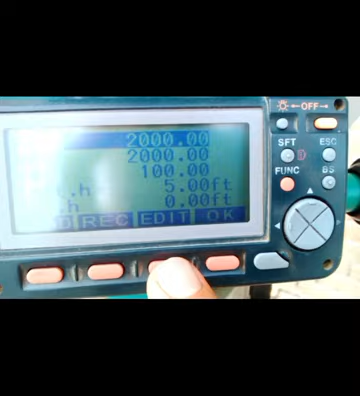 OFF
2000.00
2000.00
100.00
.h 5.00ft
h 0.00ft
D REC EDIT OK
SFT ESC
FUNC BS